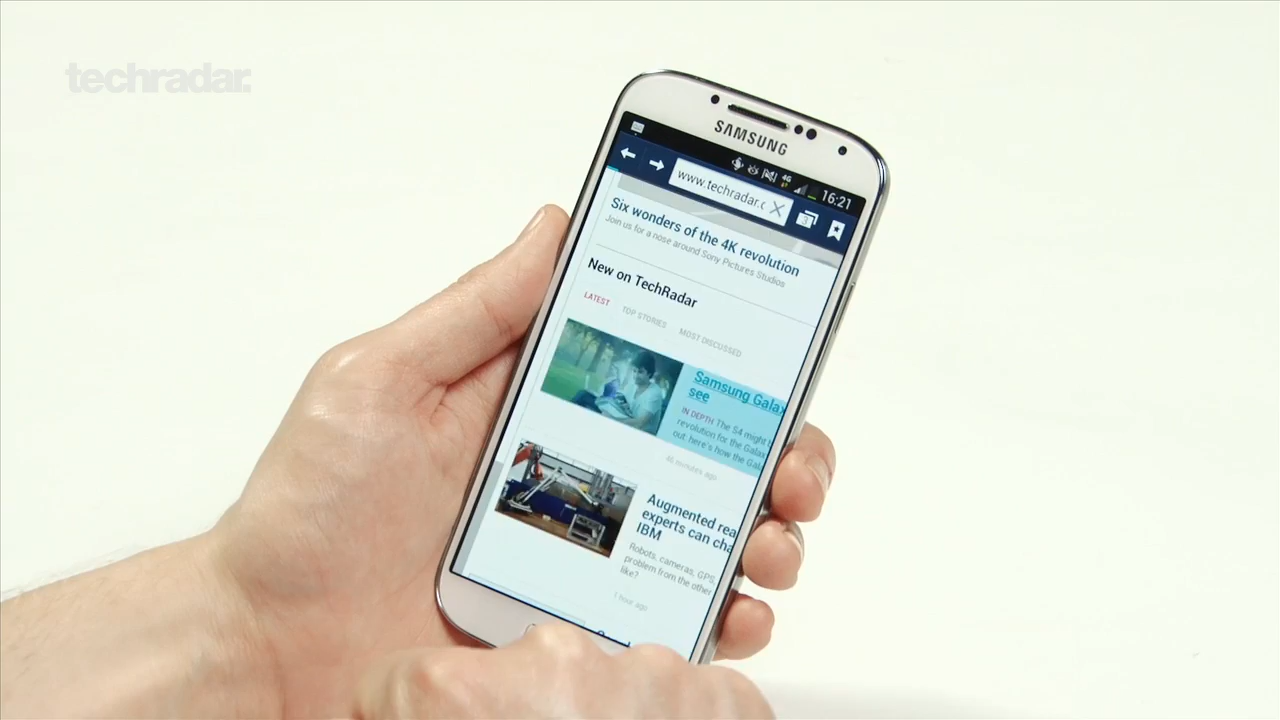 techradar.
SAMSUNG
4G
16:21
www.techradar.c
3
Six wonders of the 4K revolution
Join us for a nose around Sony Pictures Studios
New on TechRadar
LATEST TOP STORIES MOST DISCUSSED
Samsung Gala
see
IN DEPTH The S4 might b
revolution for the Galax
out, here's how the Gal
46 minutes ago
Augmented rea
experts can cha
IBM
Robots, cameras, GPS,
problem from the other
like?
1 hour ago